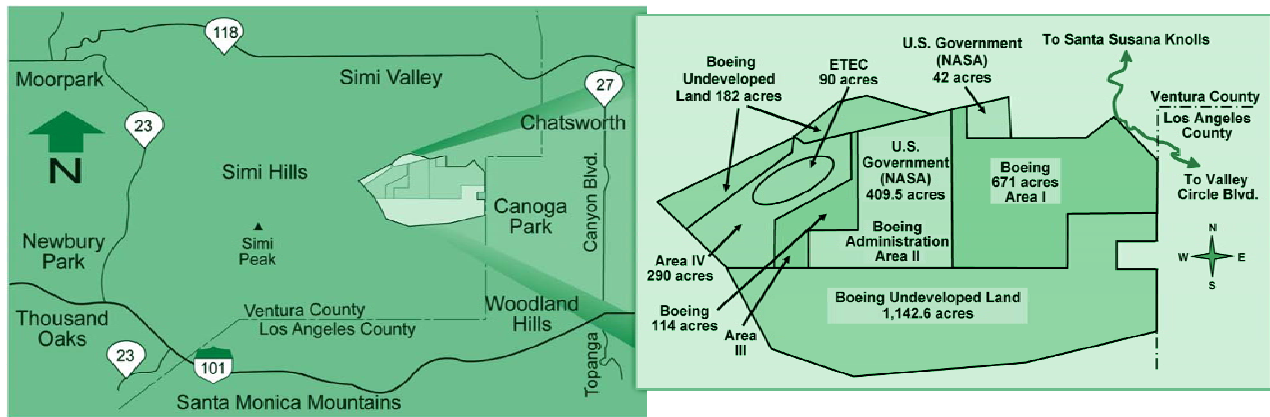 118
Moorpark
Simi Valley
27
23
Chatsworth
N
Simi Hills
Canoga
Park
Canyon Blvd.
Simi
Peak
Newbury
Park
Ventura County
Los Angeles County
Woodland
Hills
Thousand
Oaks
23
101
Topanga
Santa Monica Mountains
U.S. Government
(NASA)
42 acres
To Santa Susana Knolls
Boeing
Undeveloped
Land 182 acres
ETEC
90 acres
Ventura County
Los Angeles
County
U.S.
Government
(NASA)
409.5 acres
Boeing
671 acres
Area I
To Valley
Circle Blvd.
Boeing
Administration
Area II
N
W
E
S
Area IV
290 acres
Boeing
114 acres
Area
III
Boeing Undeveloped Land
1,142.6 acres